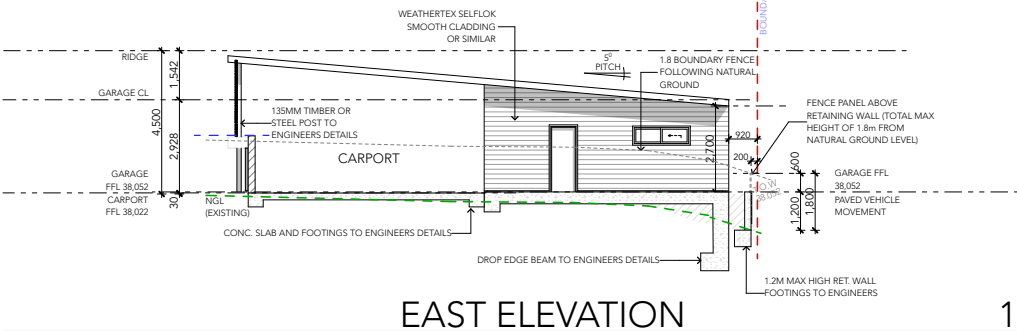 WEATHERTEX SELFLOK
SMOOTH CLADDING
OR SIMILAR
BOUNDA
RIDGE
5⁰
PITCH
1.8 BOUNDARY FENCE
FOLLOWING NATURAL
GROUND
1,542
GARAGE CL
4,500
135MM TIMBER OR
STEEL POST TO
ENGINEERS DETAILS
FENCE PANEL ABOVE
RETAINING WALL (TOTAL MAX
HEIGHT OF 1.8m FROM
NATURAL GROUND LEVEL)
2,928
CARPORT
2,700
920
200
600
GARAGE
FFL 38,052
GARAGE FFL
38,052
T.O.W
38,052
CARPORT
FFL 38,022
30
NGL
(EXISTING)
PAVED VEHICLE
MOVEMENT
1,200
1,800
CONC. SLAB AND FOOTINGS TO ENGINEERS DETAILS
DROP EDGE BEAM TO ENGINEERS DETAILS
1.2M MAX HIGH RET. WALL
FOOTINGS TO ENGINEERS
EAST ELEVATION
1